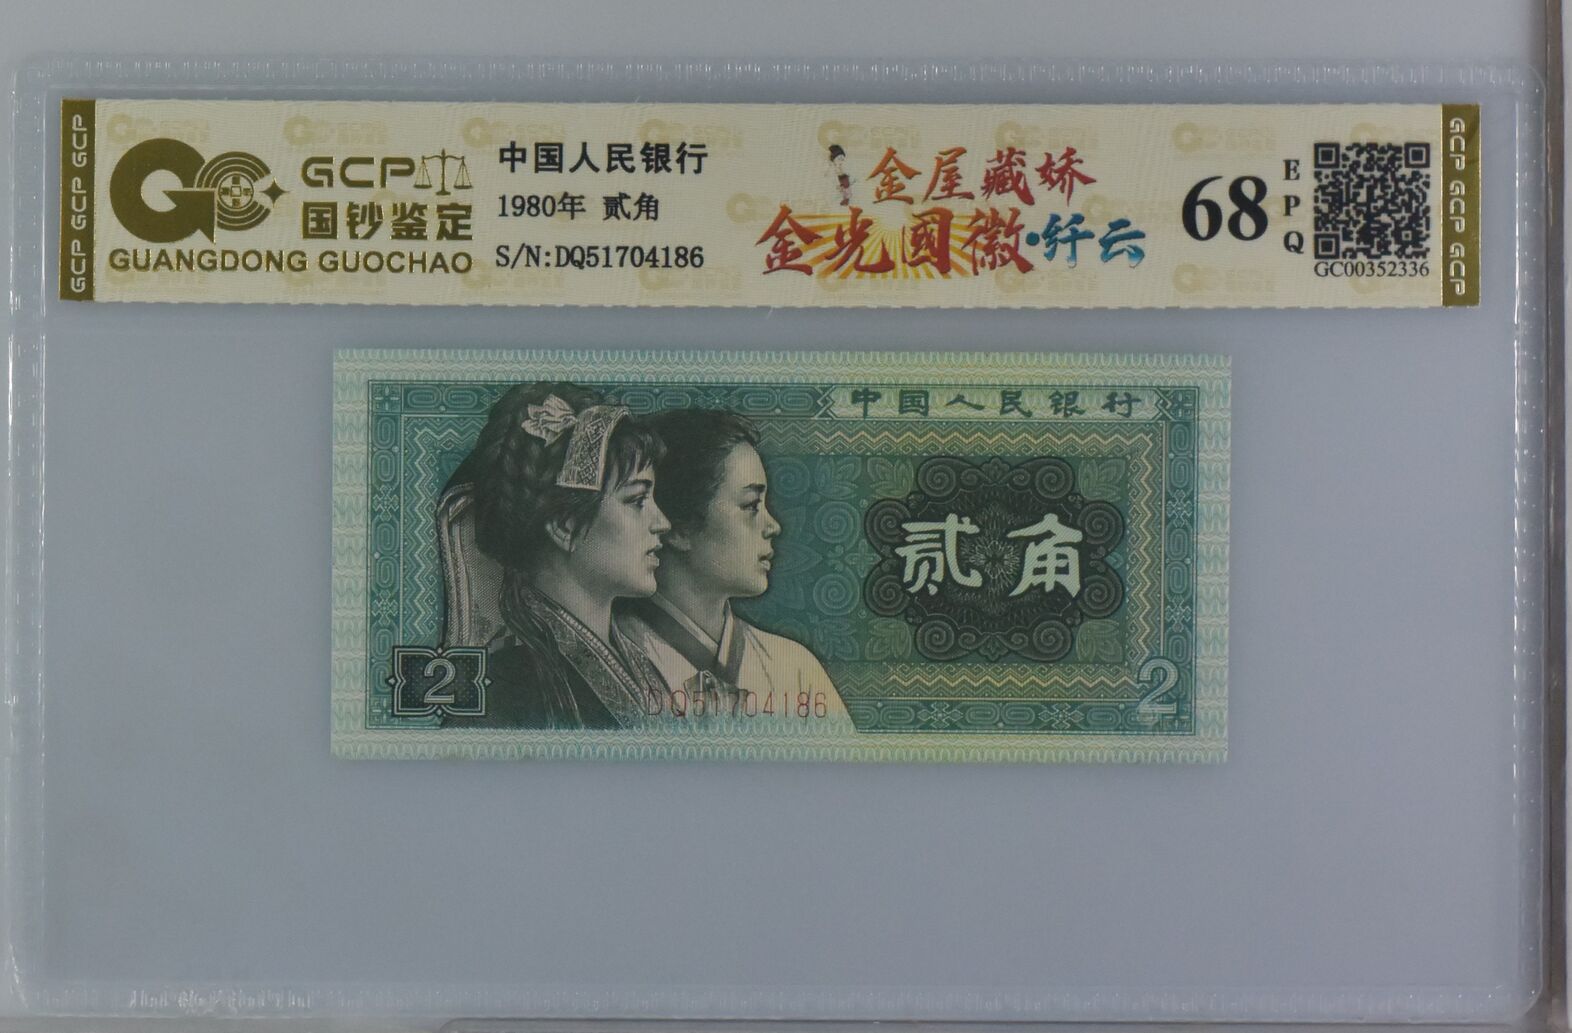 GCP GCP GCP
GCP
国钞鉴定
GUANGDONG GUOCHAO
中国人民银行
1980年 贰角
S/N:DQ51704186
金屋藏娇
金光國徽·纤云
68
EPQ
GC00352336
GCP GCP GCP
中国人民银行
贰角
2
DQ51704186
2